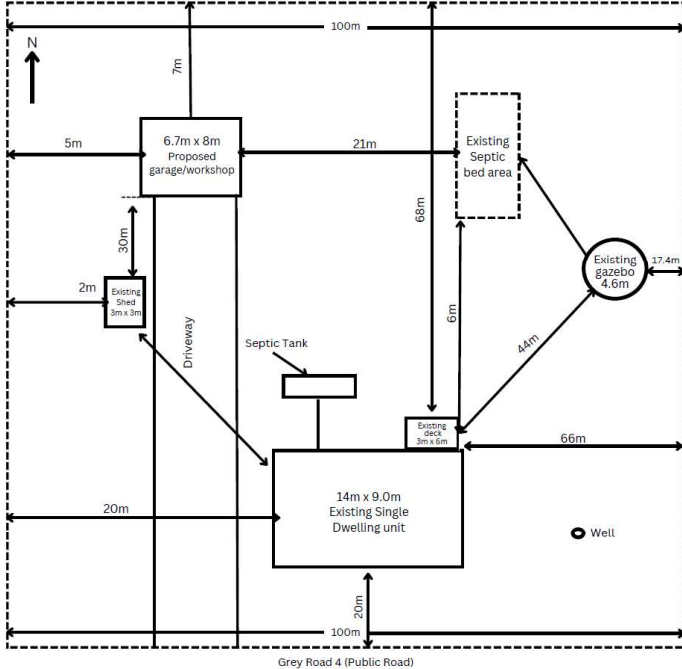 100m
N
7m
5m
6.7m x 8m
Proposed
garage/workshop
21m
Existing
Septic
bed area
68m
30m
Existing
gazebo
4.6m
17.4m
2m
Existing
Shed
3m x 3m
Driveway
6m
44m
Septic Tank
Existing
deck
3m x 6m
66m
14m x 9.0m
Existing Single
Dwelling unit
20m
Well
20m
100m
Grey Road 4 (Public Road)